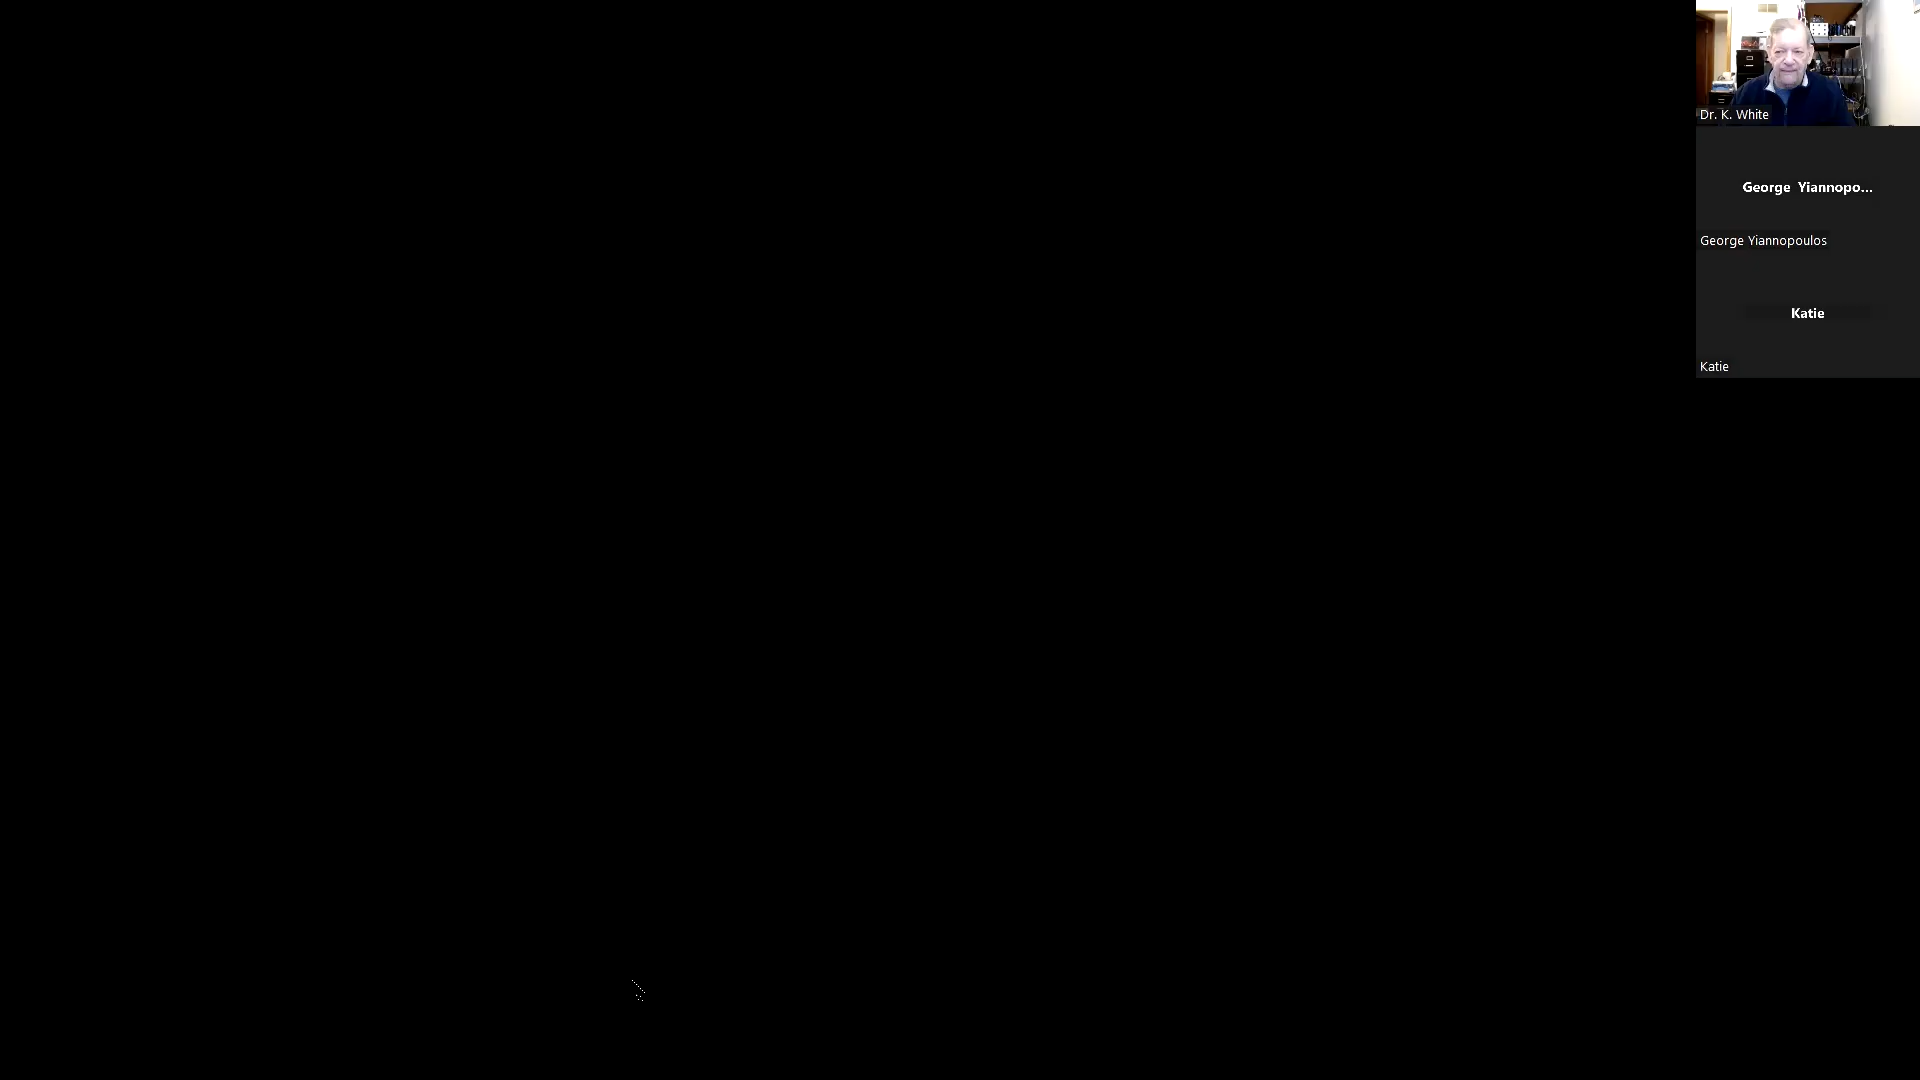 Dr. K. White
George Yiannopo...
George Yiannopoulos
Katie
Katie